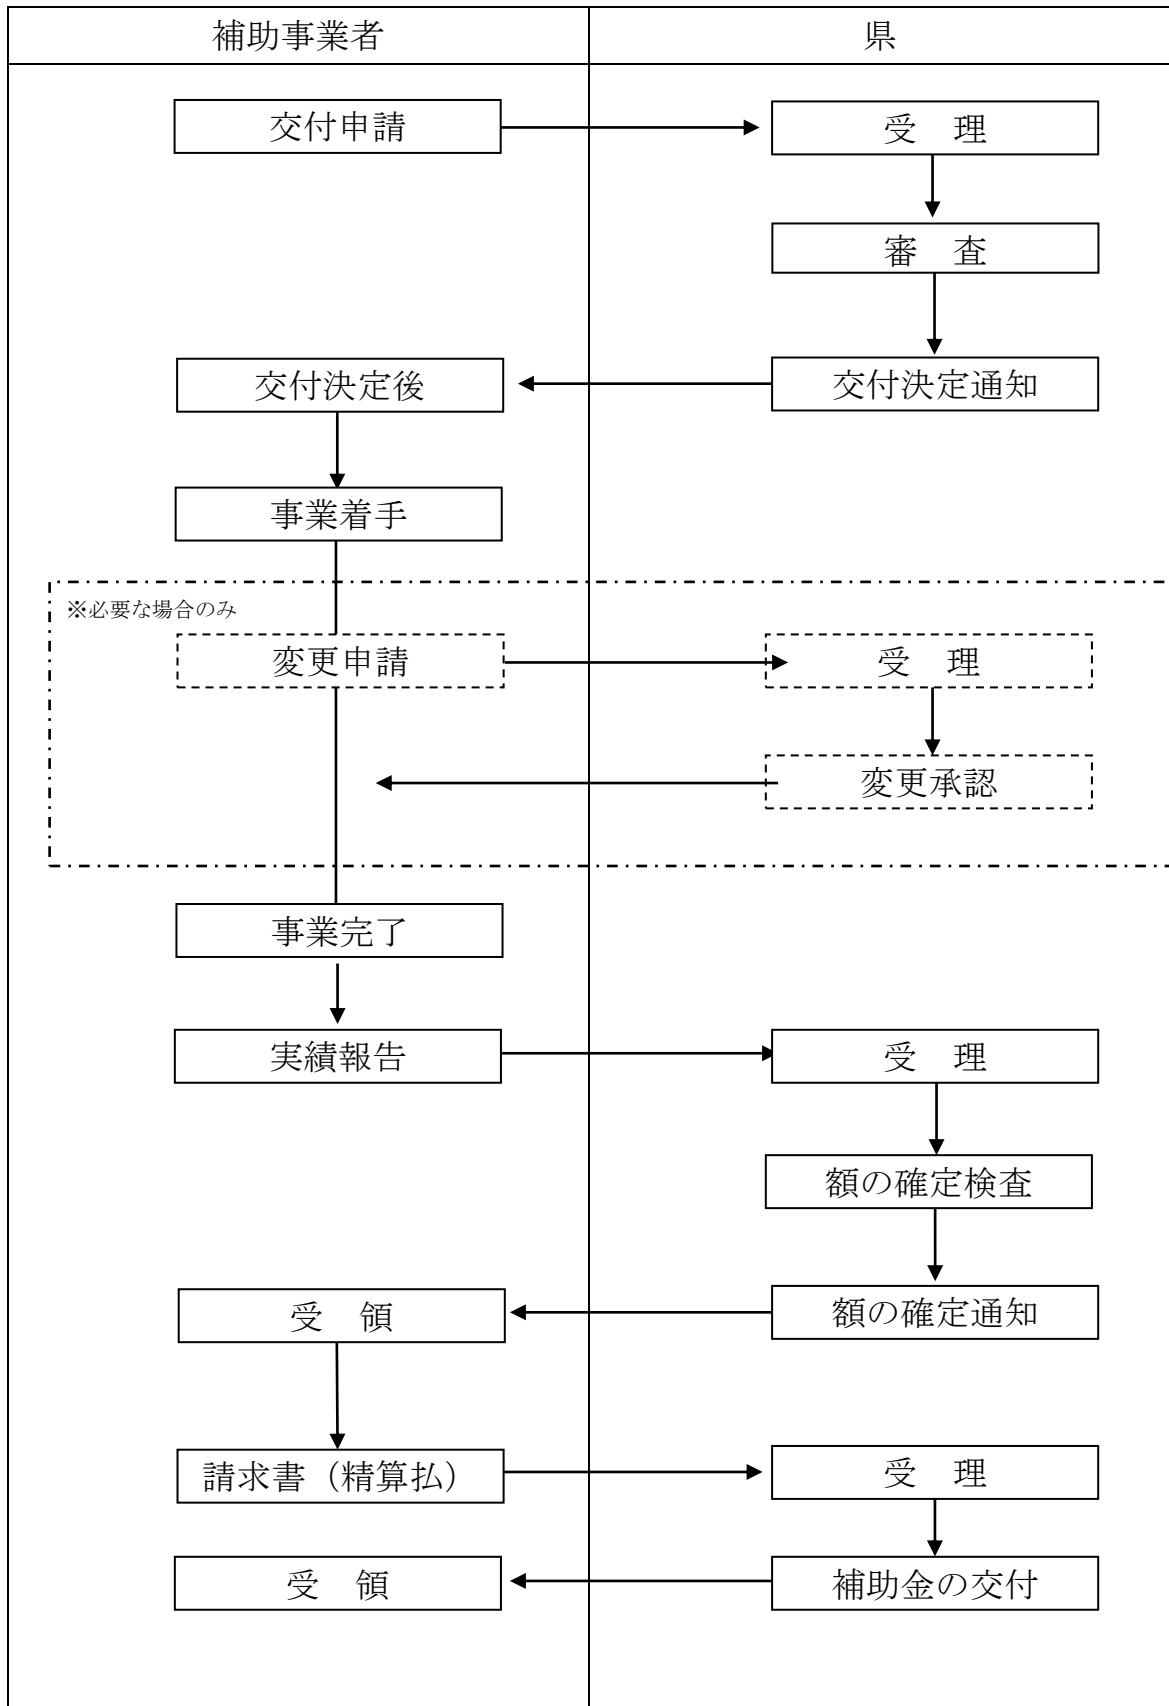 補助事業者
県
交付申請
受　理
審　査
交付決定後
交付決定通知
事業着手
※必要な場合のみ
変更申請
受　理
変更承認
事業完了
実績報告
受　理
額の確定検査
受　領
額の確定通知
請求書（精算払）
受　理
受　領
補助金の交付